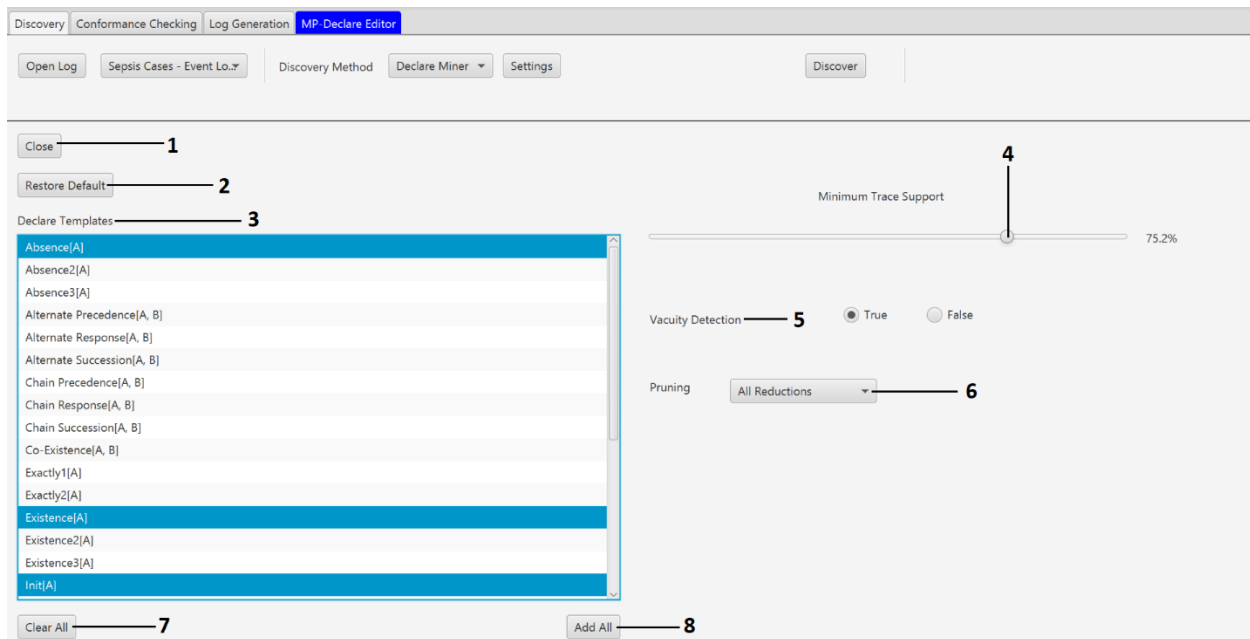 Discovery Conformance Checking Log Generation MP-Declare Editor
Open Log Sepsis Cases - Event Lo... Discovery Method Declare Miner Settings Discover
Close 1
4
Restore Default 2
Minimum Trace Support
Declare Templates 3
75.2%
Absence[A]
Absence2[A]
Absence3[A]
Alternate Precedence[A, B]
Alternate Response[A, B]
Alternate Succession[A, B]
Chain Precedence[A, B]
Chain Response[A, B]
Chain Succession[A, B]
Co-Existence[A, B]
Exactly1[A]
Exactly2[A]
Existence[A]
Existence2[A]
Existence3[A]
Init[A]
Vacuity Detection 5 True False
Pruning All Reductions 6
Clear All 7 Add All 8